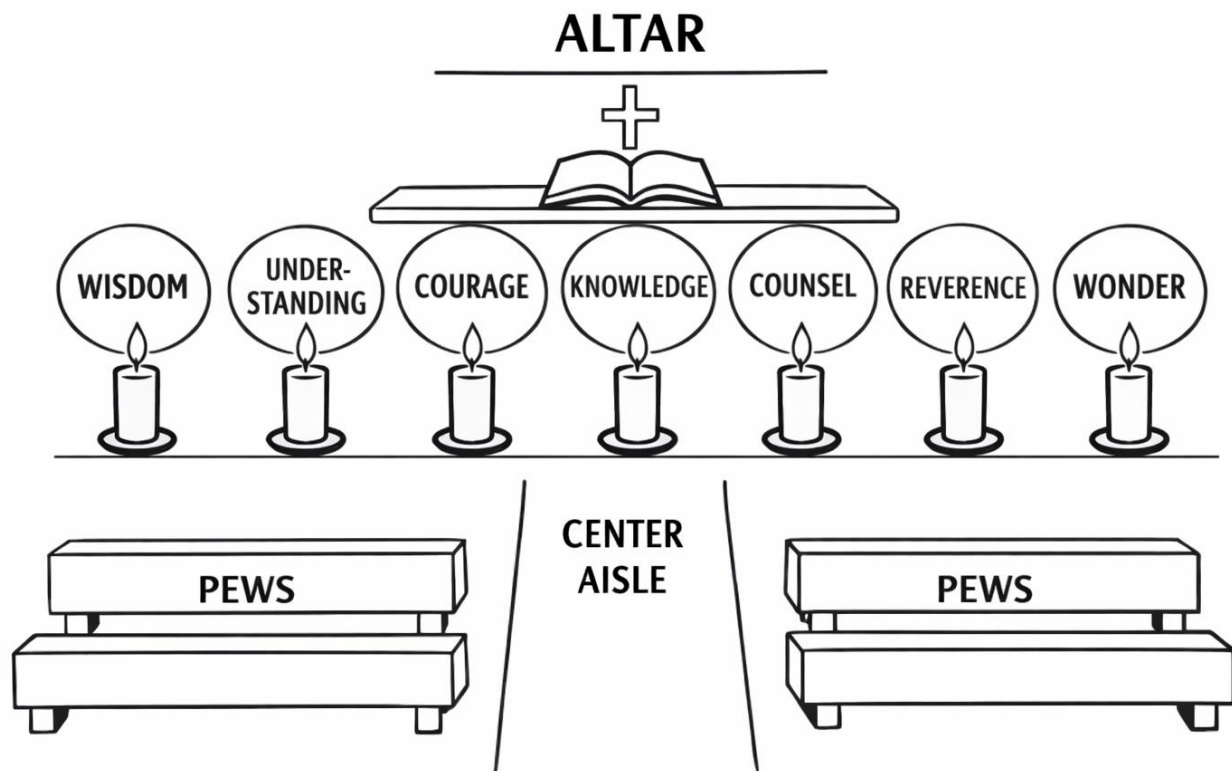 ALTAR
WISDOM
UNDER-
STANDING
COURAGE
KNOWLEDGE
COUNSEL
REVERENCE
WONDER
CENTER
AISLE
PEWS
PEWS